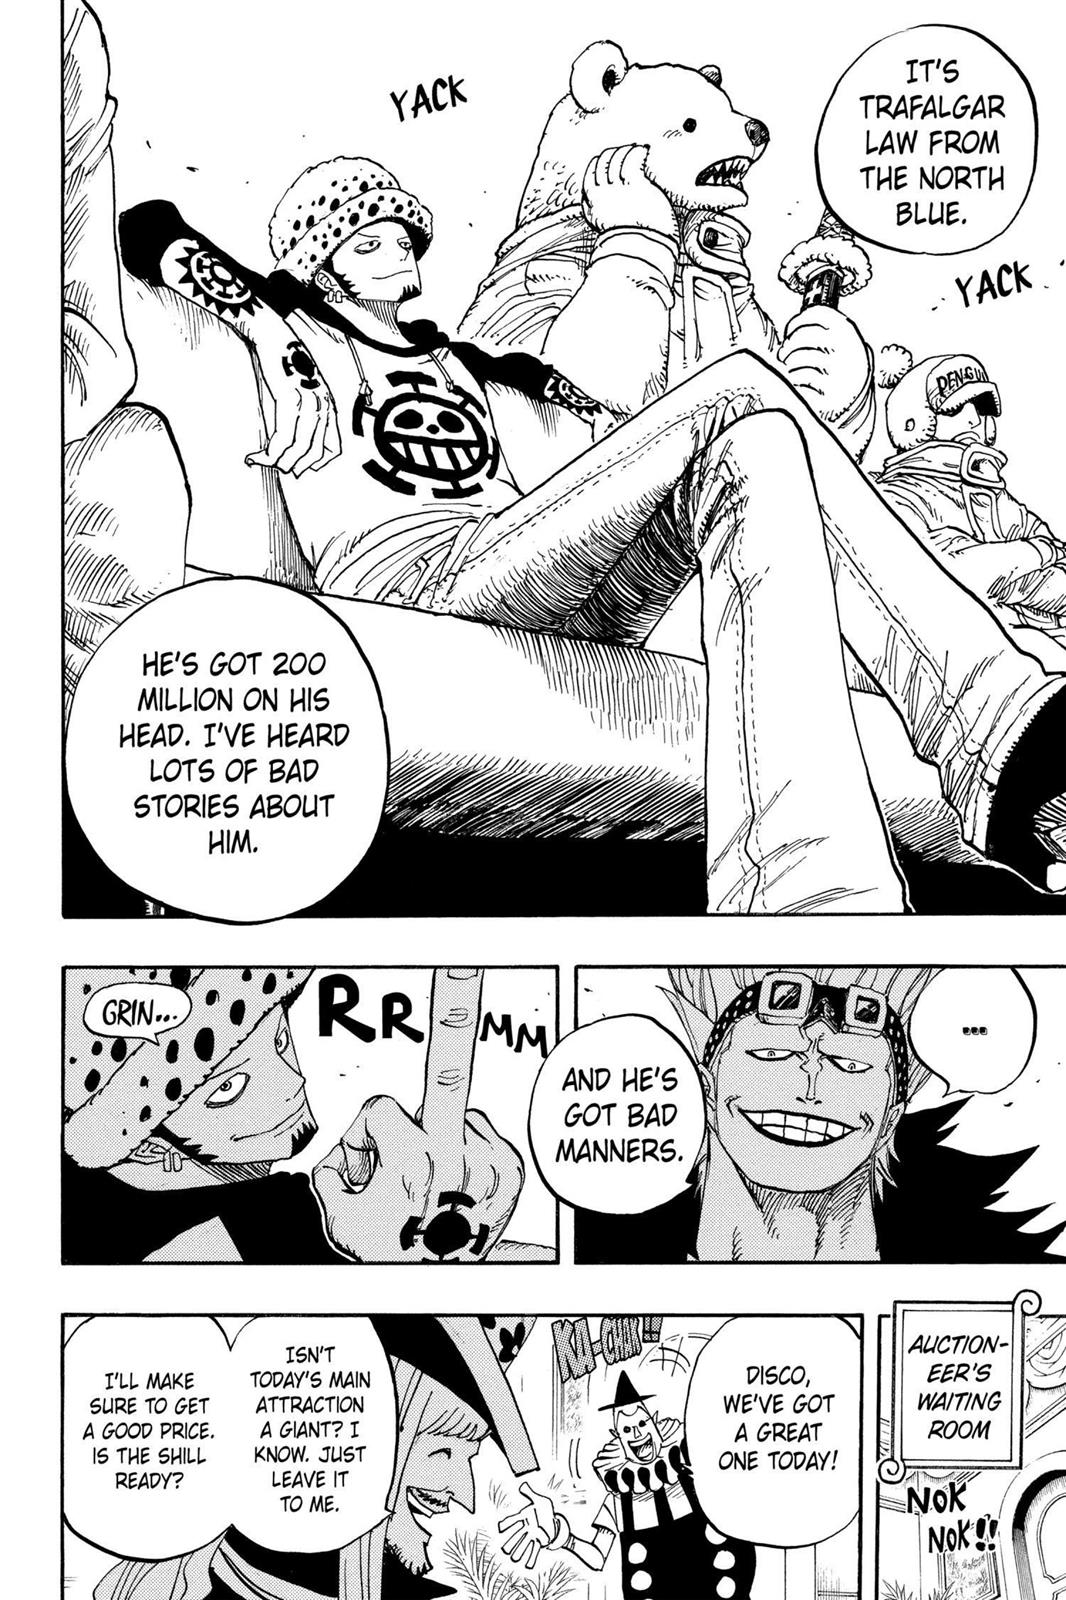 IT'S
TRAFALGAR
LAW FROM
THE NORTH
BLUE.
YACK
YACK
PENGUI
HE'S GOT 200
MILLION ON HIS
HEAD. I'VE HEARD
LOTS OF BAD
STORIES ABOUT
HIM.
...
AND HE'S
GOT BAD
MANNERS.
RRMMM
GRIN...
AUCTION-
EER'S
WAITING
ROOM
NOK
NOK!!
DISCO,
WE'VE GOT
A GREAT
ONE TODAY!
KA-CHAK!!
ISN'T
TODAY'S MAIN
ATTRACTION
A GIANT? I
KNOW. JUST
LEAVE IT
TO ME.
I'LL MAKE
SURE TO GET
A GOOD PRICE.
IS THE SHILL
READY?